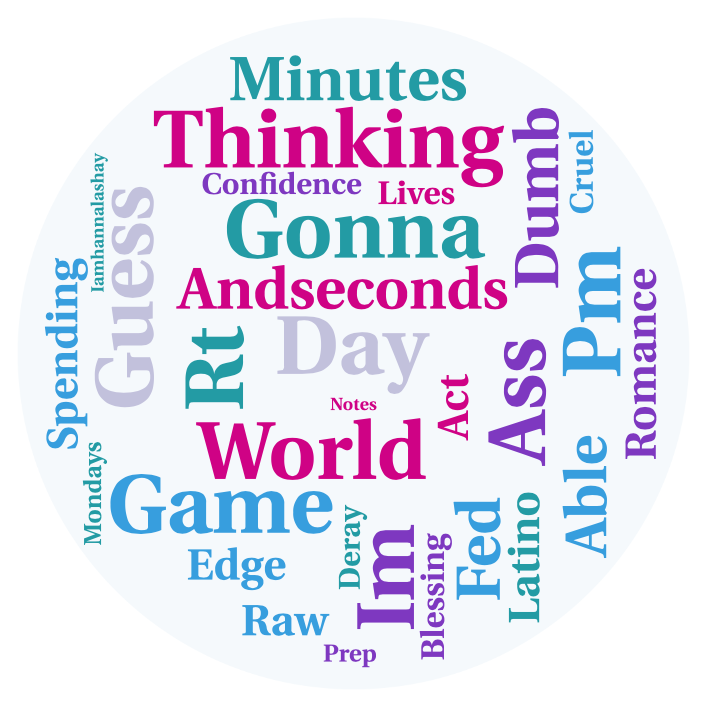 Minutes
Thinking
Confidence
Lives
Dumb
Cruel
Iamhannalashay
Guess
Gonna
Andseconds
Spending
Rt
Day
Pm
Romance
Ass
Notes
Act
World
Able
Mondays
Game
Deray
Im
Fed
Latino
Blessing
Edge
Raw
Prep